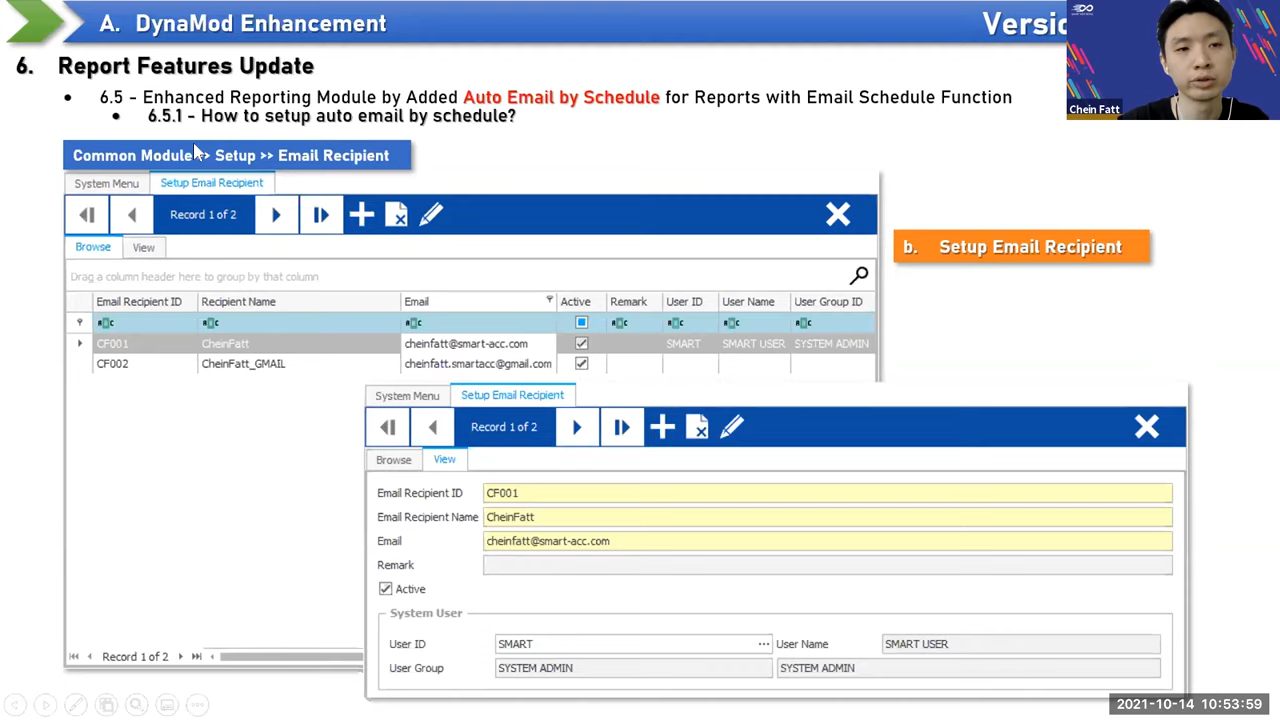 A. DynaMod Enhancement
Versio
Chein Fatt
6. Report Features Update
• 6.5 - Enhanced Reporting Module by Added Auto Email by Schedule for Reports with Email Schedule Function
• 6.5.1 - How to setup auto email by schedule?
Common Module >> Setup >> Email Recipient
System Menu Setup Email Recipient
Record 1 of 2
b. Setup Email Recipient
Browse View
Drag a column header here to group by that column
Email Recipient ID Recipient Name Email Active Remark User ID User Name User Group ID
CF001 CheinFatt cheinfatt@smart-acc.com SMART SMART USER SYSTEM ADMIN
CF002 CheinFatt_GMAIL cheinfatt.smartacc@gmail.com
System Menu Setup Email Recipient
Record 1 of 2
Browse View
Email Recipient ID CF001
Email Recipient Name CheinFatt
Email cheinfatt@smart-acc.com
Remark
Active
System User
User ID SMART ... User Name SMART USER
User Group SYSTEM ADMIN SYSTEM ADMIN
Record 1 of 2
2021-10-14 10:53:59